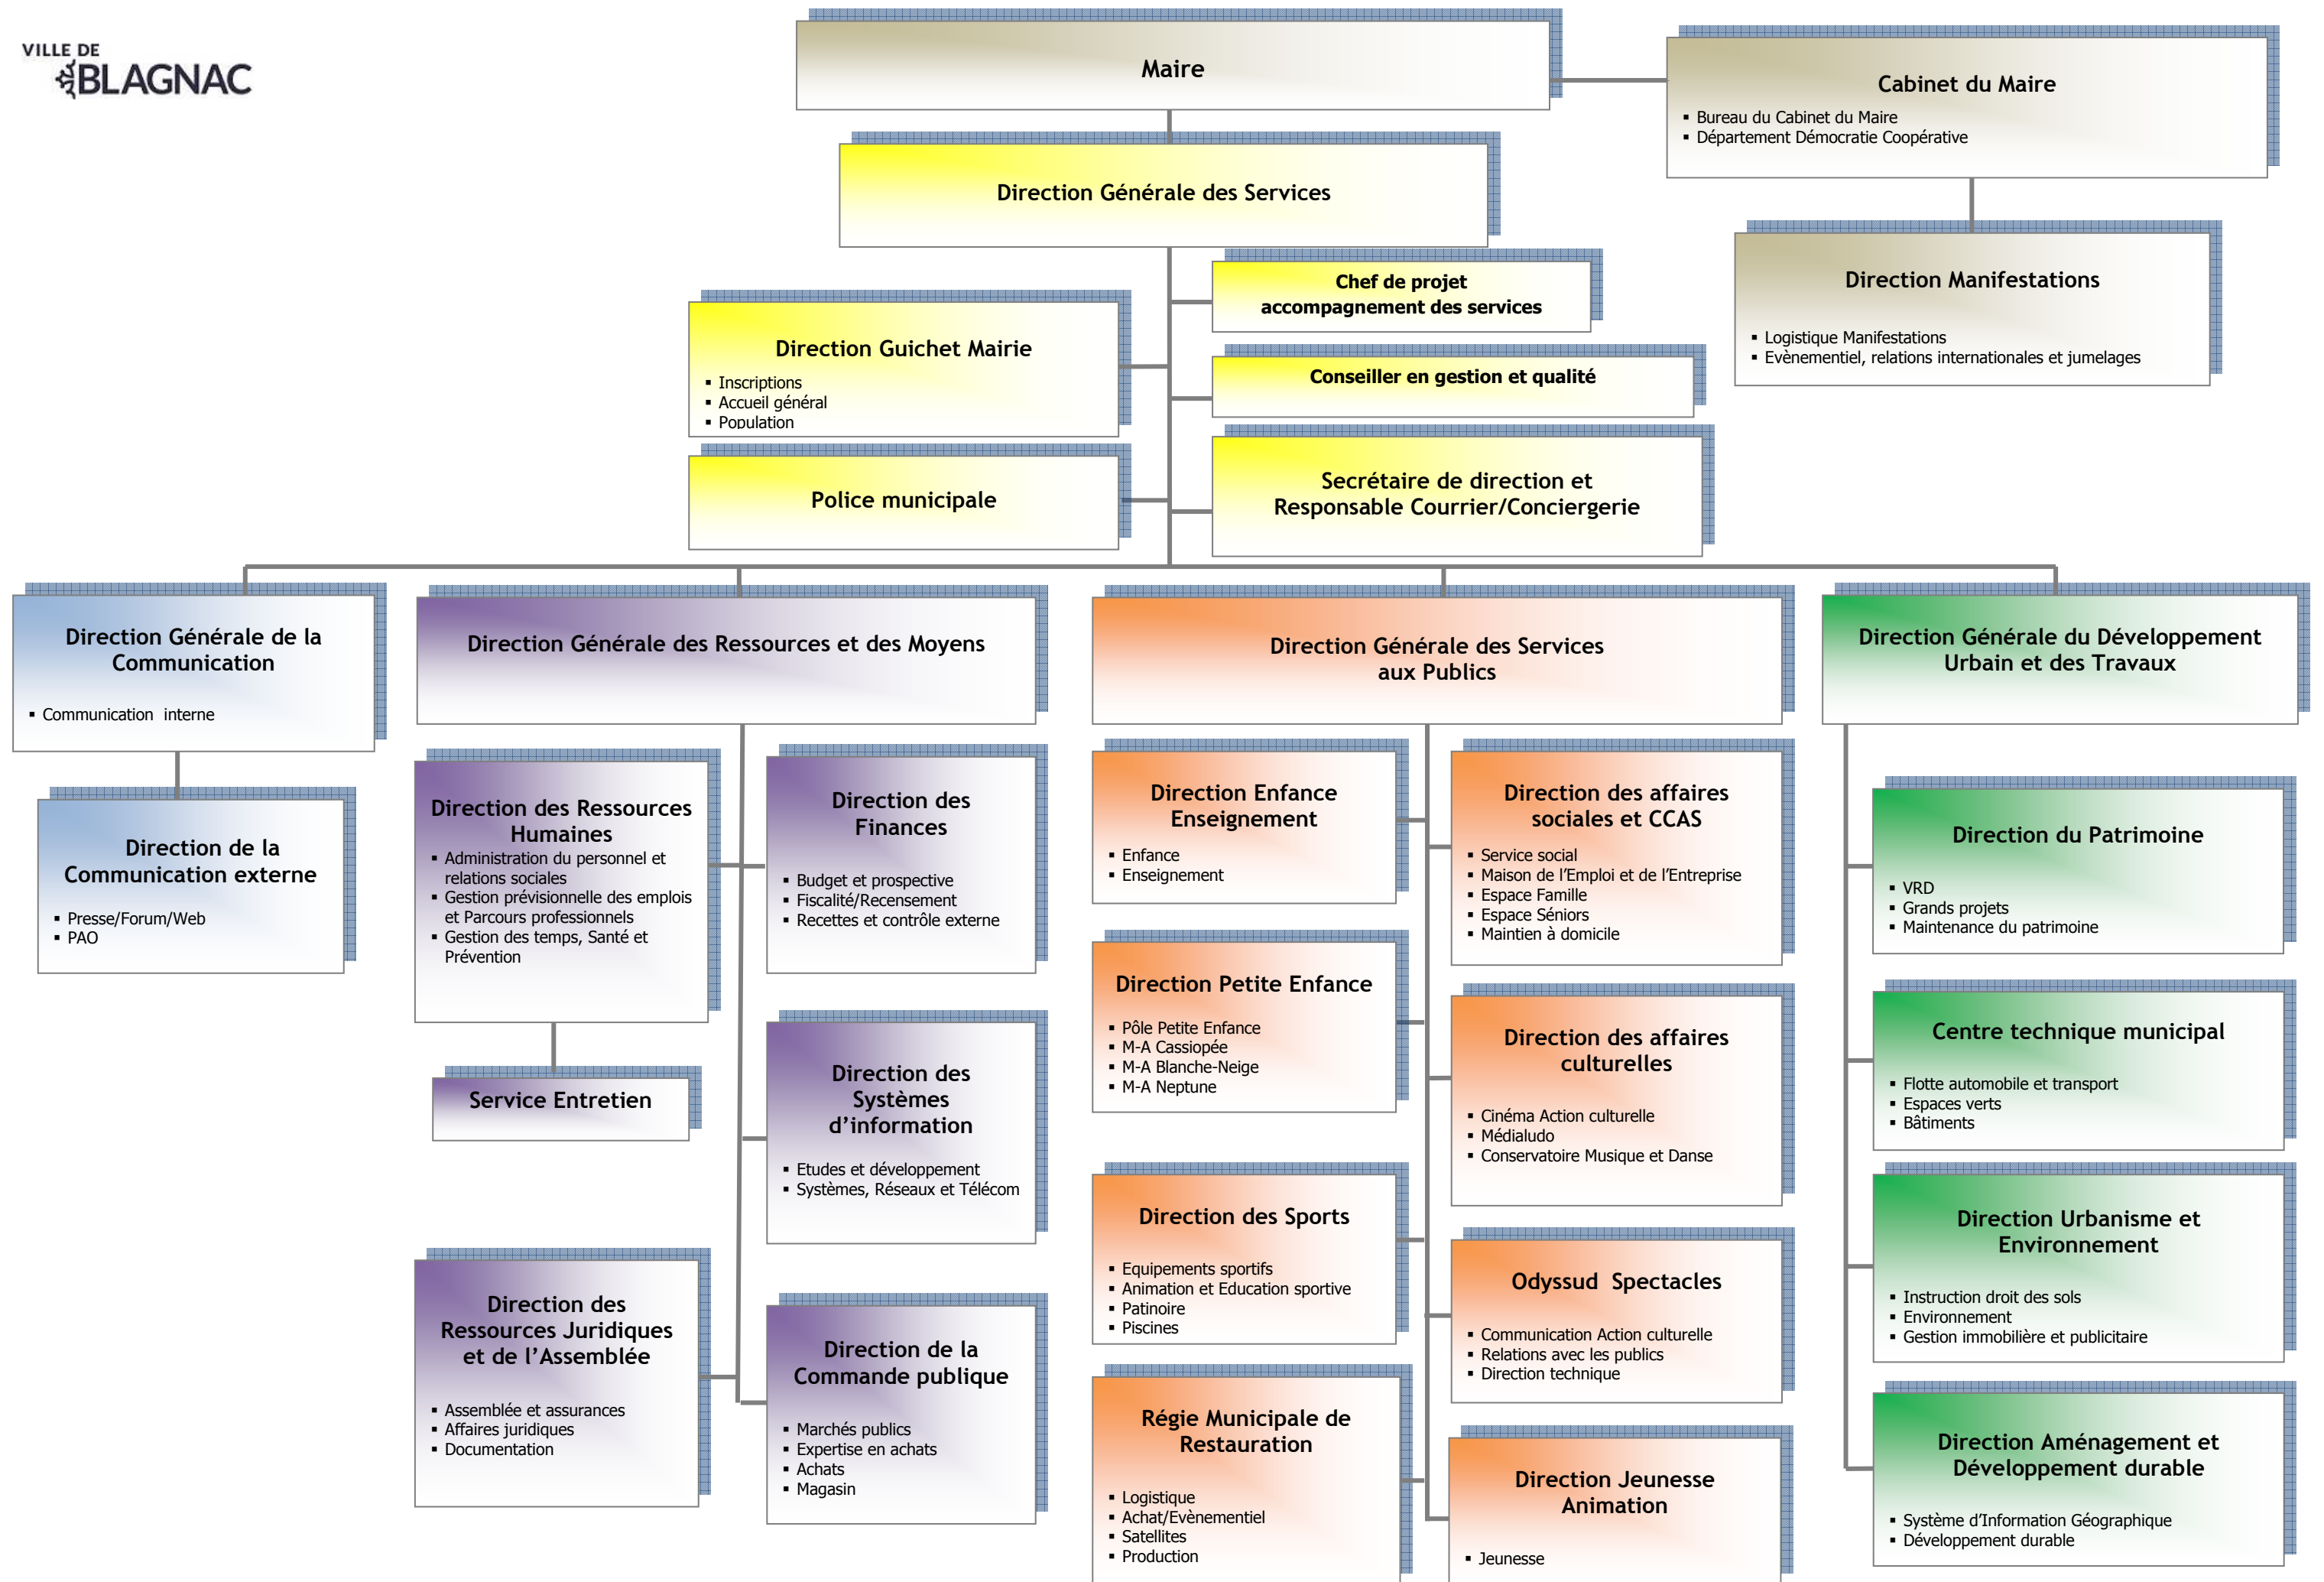 VILLE DE
BLAGNAC
Maire
Cabinet du Maire
▪ Bureau du Cabinet du Maire
▪ Département Démocratie Coopérative
Direction Générale des Services
Direction Manifestations
▪ Logistique Manifestations
▪ Evènementiel, relations internationales et jumelages
Chef de projet
accompagnement des services
Direction Guichet Mairie
▪ Inscriptions
▪ Accueil général
▪ Population
Conseiller en gestion et qualité
Police municipale
Secrétaire de direction et
Responsable Courrier/Conciergerie
Direction Générale de la
Communication
▪ Communication interne
Direction de la
Communication externe
▪ Presse/Forum/Web
▪ PAO
Direction Générale des Ressources et des Moyens
Direction des Ressources
Humaines
▪ Administration du personnel et
relations sociales
▪ Gestion prévisionnelle des emplois
et Parcours professionnels
▪ Gestion des temps, Santé et
Prévention
Service Entretien
Direction des
Ressources Juridiques
et de l’Assemblée
▪ Assemblée et assurances
▪ Affaires juridiques
▪ Documentation
Direction des
Finances
▪ Budget et prospective
▪ Fiscalité/Recensement
▪ Recettes et contrôle externe
Direction des
Systèmes
d’information
▪ Etudes et développement
▪ Systèmes, Réseaux et Télécom
Direction de la
Commande publique
▪ Marchés publics
▪ Expertise en achats
▪ Achats
▪ Magasin
Direction Générale des Services
aux Publics
Direction Enfance
Enseignement
▪ Enfance
▪ Enseignement
Direction Petite Enfance
▪ Pôle Petite Enfance
▪ M-A Cassiopée
▪ M-A Blanche-Neige
▪ M-A Neptune
Direction des Sports
▪ Equipements sportifs
▪ Animation et Education sportive
▪ Patinoire
▪ Piscines
Régie Municipale de
Restauration
▪ Logistique
▪ Achat/Evènementiel
▪ Satellites
▪ Production
Direction des affaires
sociales et CCAS
▪ Service social
▪ Maison de l’Emploi et de l’Entreprise
▪ Espace Famille
▪ Espace Séniors
▪ Maintien à domicile
Direction des affaires
culturelles
▪ Cinéma Action culturelle
▪ Médialudo
▪ Conservatoire Musique et Danse
Odyssud Spectacles
▪ Communication Action culturelle
▪ Relations avec les publics
▪ Direction technique
Direction Jeunesse
Animation
▪ Jeunesse
Direction Générale du Développement
Urbain et des Travaux
Direction du Patrimoine
▪ VRD
▪ Grands projets
▪ Maintenance du patrimoine
Centre technique municipal
▪ Flotte automobile et transport
▪ Espaces verts
▪ Bâtiments
Direction Urbanisme et
Environnement
▪ Instruction droit des sols
▪ Environnement
▪ Gestion immobilière et publicitaire
Direction Aménagement et
Développement durable
▪ Système d’Information Géographique
▪ Développement durable